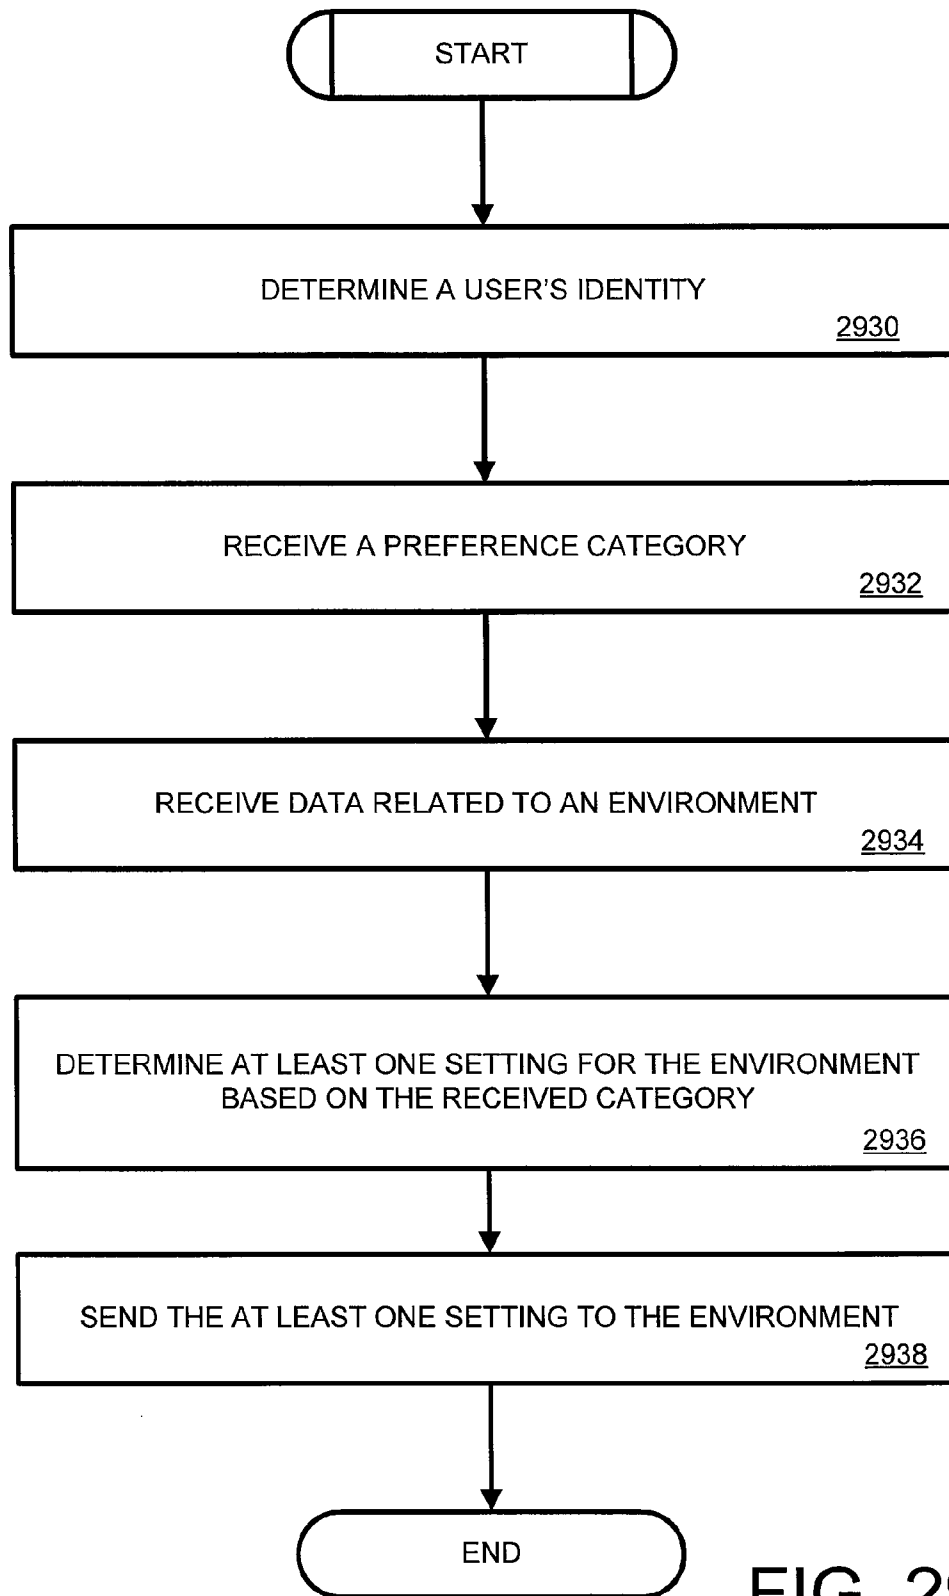 START
DETERMINE A USER'S IDENTITY
2930
RECEIVE A PREFERENCE CATEGORY
2932
RECEIVE DATA RELATED TO AN ENVIRONMENT
2934
DETERMINE AT LEAST ONE SETTING FOR THE ENVIRONMENT
BASED ON THE RECEIVED CATEGORY
2936
SEND THE AT LEAST ONE SETTING TO THE ENVIRONMENT
2938
END
FIG.